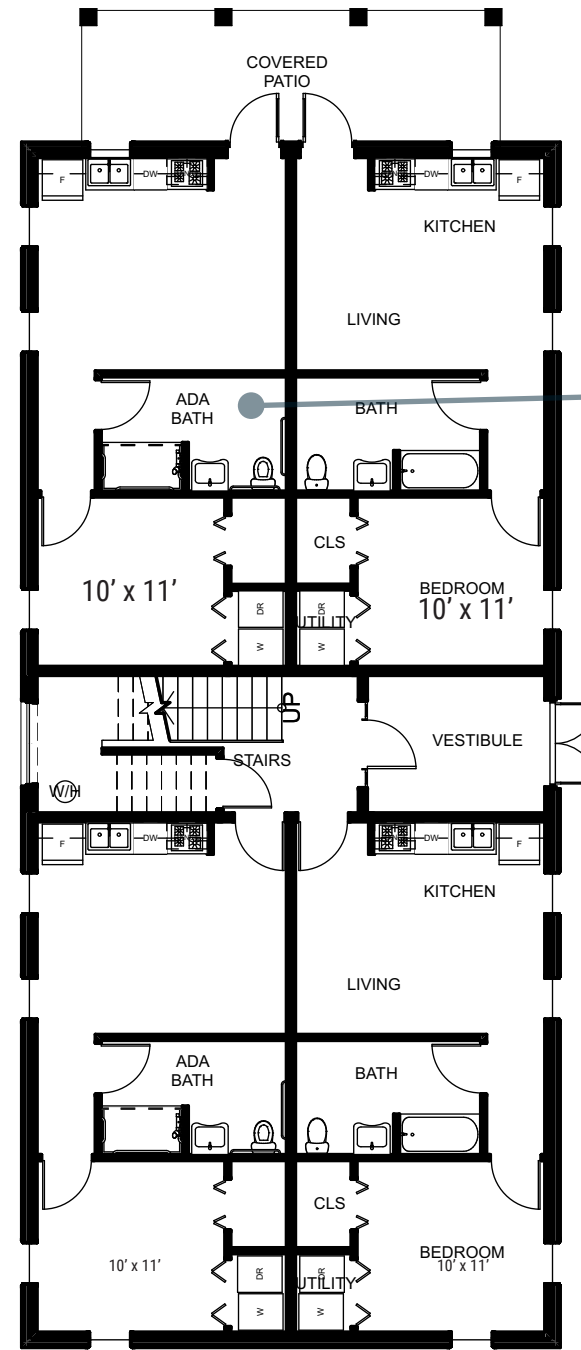 COVERED
PATIO
F
DW
DW
F
KITCHEN
LIVING
ADA
BATH
BATH
CLS
10' x 11'
BEDROOM
10' x 11'
DR
DR
UTILITY
W
W
UP
VESTIBULE
STAIRS
W/H
F
DW
DW
F
KITCHEN
LIVING
ADA
BATH
BATH
CLS
BEDROOM
10' x 11'
10' x 11'
DR
DR
UTILITY
W
W